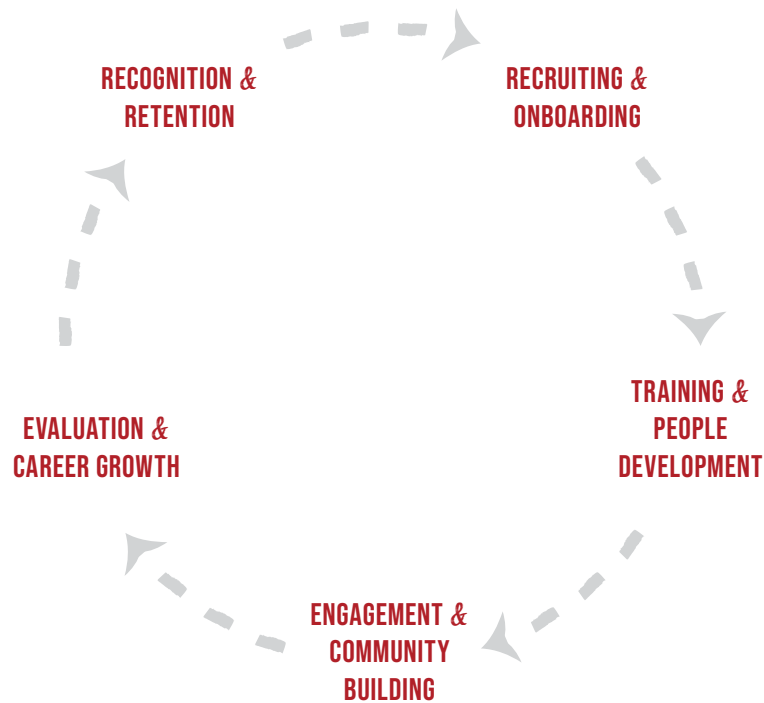 RECOGNITION &
RETENTION
RECRUITING &
ONBOARDING
TRAINING &
PEOPLE
DEVELOPMENT
ENGAGEMENT &
COMMUNITY
BUILDING
EVALUATION &
CAREER GROWTH